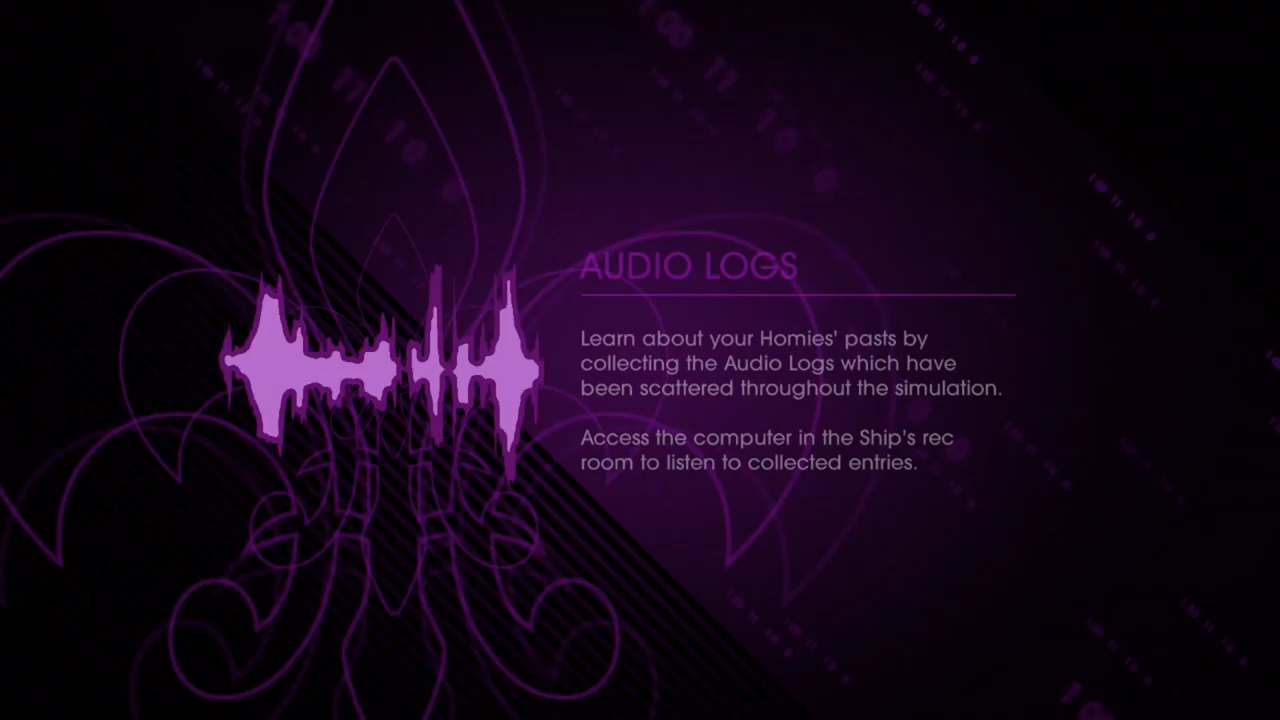 AUDIO LOGS
Learn about your Homies' pasts by
collecting the Audio Logs which have
been scattered throughout the simulation.
Access the computer in the Ship's rec
room to listen to collected entries.